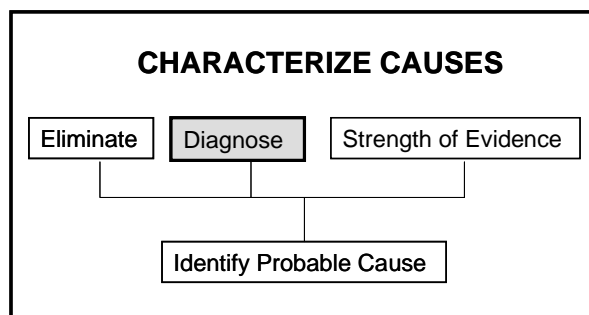 CHARACTERIZE CAUSES
Eliminate
Diagnose
Strength of Evidence
Identify Probable Cause